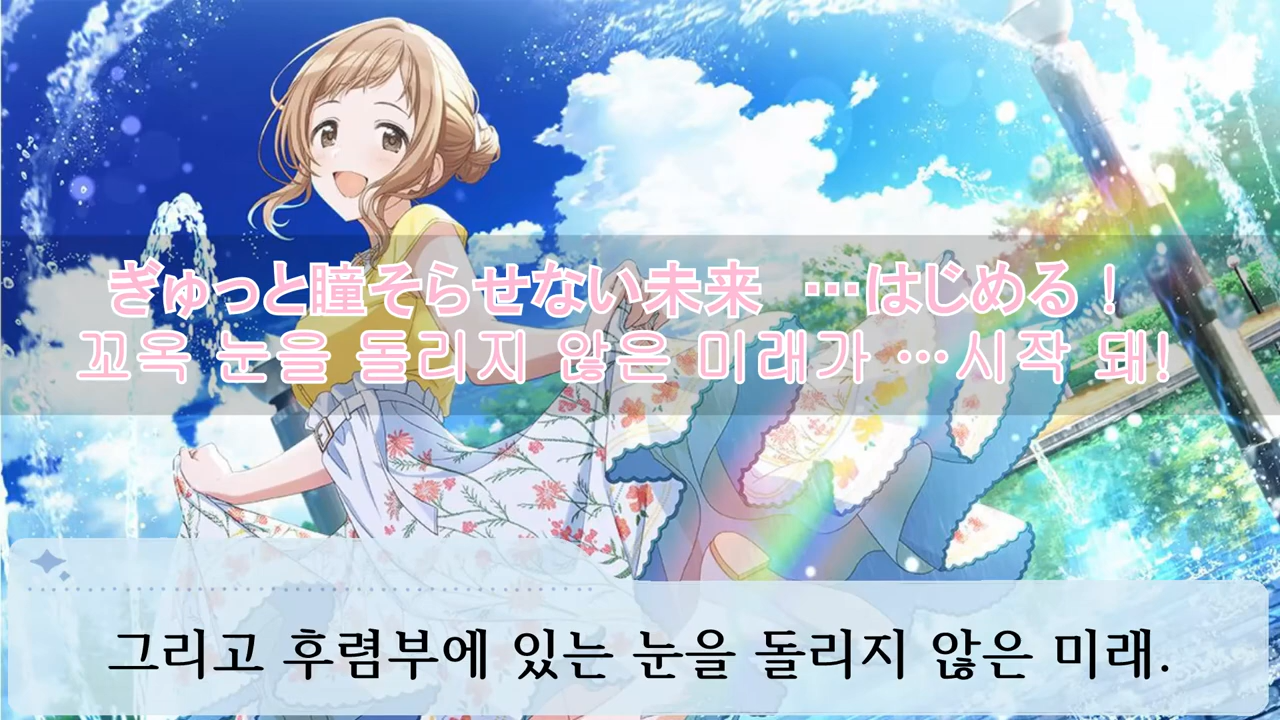 ぎゅっと瞳そらせない未来　…はじめる！
꼬옥 눈을 돌리지 않은 미래가 …시작 돼!
그리고 후렴부에 있는 눈을 돌리지 않은 미래.